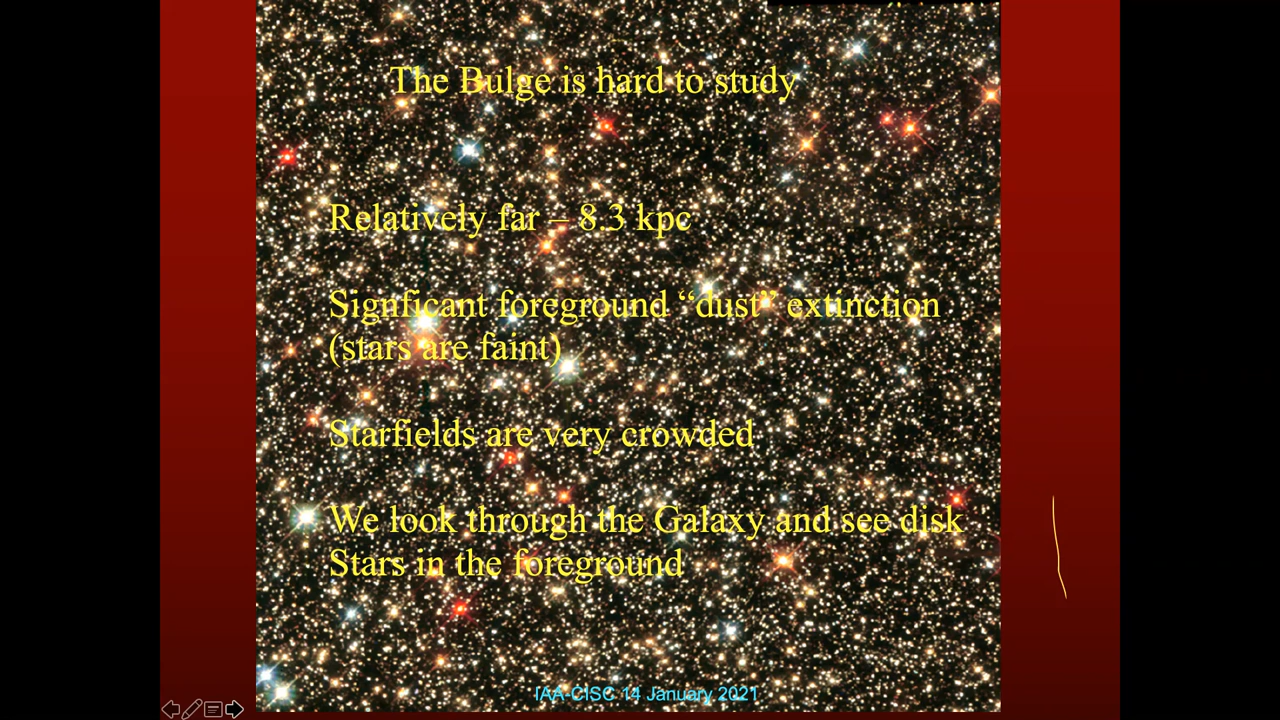 The Bulge is hard to study
Relatively far – 8.3 kpc
Signficant foreground “dust” extinction
(stars are faint)
Starfields are very crowded
We look through the Galaxy and see disk
Stars in the foreground
IAA-CISC 14 January 2021